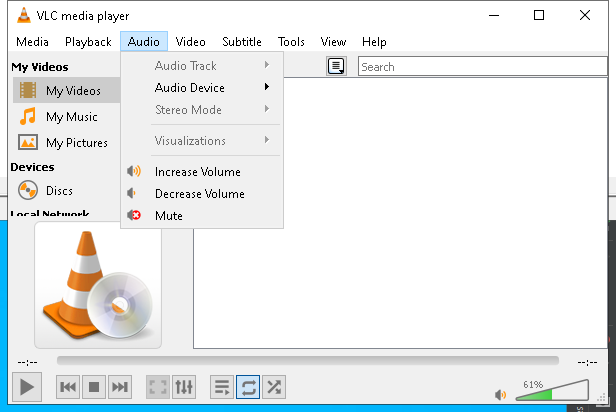 VLC media player
Media Playback Audio Video Subtitle Tools View Help
My Videos
Search
My Videos
My Music
My Pictures
Devices
Discs
Local Network
Audio Track
Audio Device
Stereo Mode
Visualizations
Increase Volume
Decrease Volume
Mute
--:-- --:--
61%